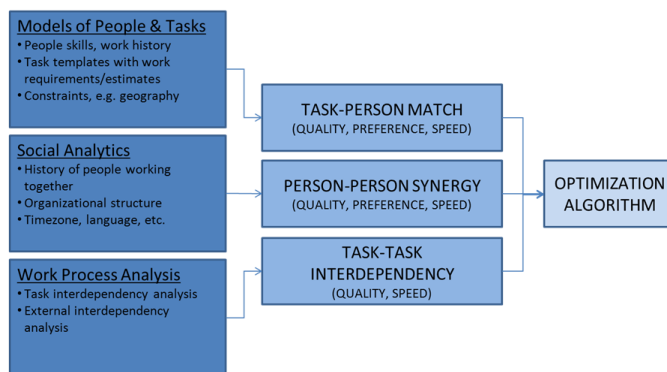 Models of People & Tasks
• People skills, work history
• Task templates with work
requirements/estimates
• Constraints, e.g. geography
Social Analytics
• History of people working
together
• Organizational structure
• Timezone, language, etc.
Work Process Analysis
• Task interdependency analysis
• External interdependency
analysis
TASK-PERSON MATCH
(QUALITY, PREFERENCE, SPEED)
PERSON-PERSON SYNERGY
(QUALITY, PREFERENCE, SPEED)
TASK-TASK
INTERDEPENDENCY
(QUALITY, SPEED)
OPTIMIZATION
ALGORITHM